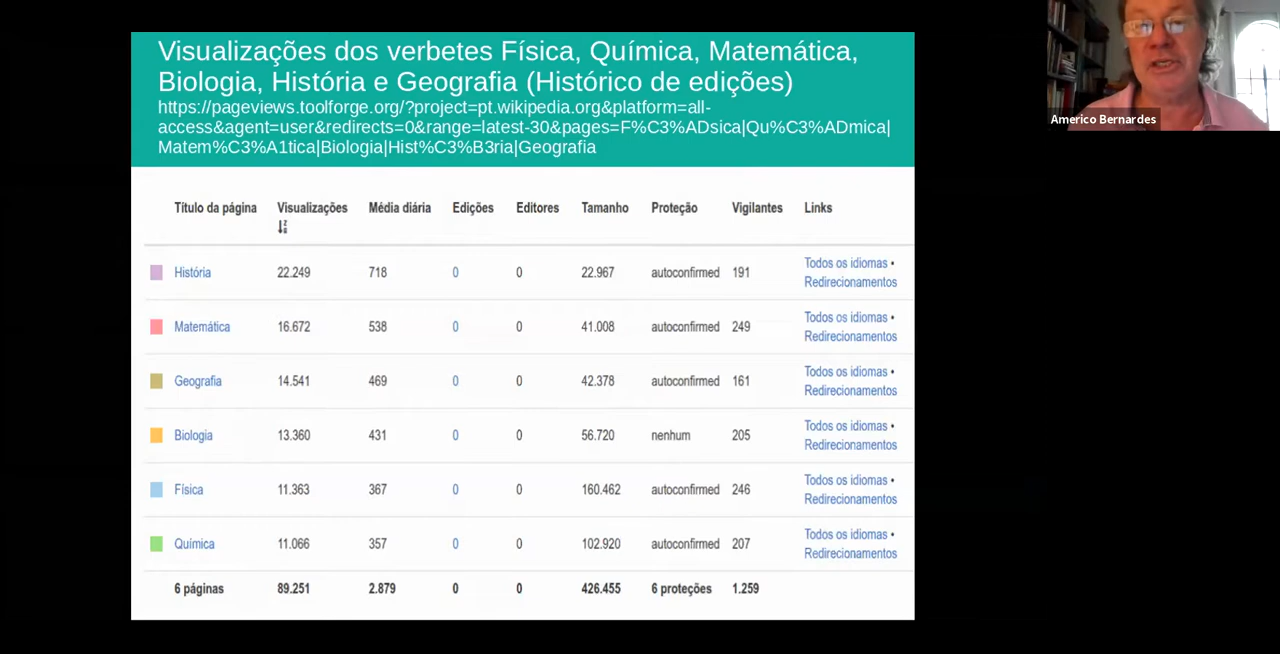 Visualizações dos verbetes Física, Química, Matemática,
Biologia, História e Geografia (Histórico de edições)
https://pageviews.toolforge.org/?project=pt.wikipedia.org&platform=all-
access&agent=user&redirects=0&range=latest-30&pages=F%C3%ADsica|Qu%C3%ADmica|
Matem%C3%A1tica|Biologia|Hist%C3%B3ria|Geografia
Americo Bernardes
Título da página Visualizações Média diária Edições Editores Tamanho Proteção Vigilantes Links
História 22.249 718 0 0 22.967 autoconfirmed 191 Todos os idiomas •
Redirecionamentos
Matemática 16.672 538 0 0 41.008 autoconfirmed 249 Todos os idiomas •
Redirecionamentos
Geografia 14.541 469 0 0 42.378 autoconfirmed 161 Todos os idiomas •
Redirecionamentos
Biologia 13.360 431 0 0 56.720 nenhum 205 Todos os idiomas •
Redirecionamentos
Física 11.363 367 0 0 160.462 autoconfirmed 246 Todos os idiomas •
Redirecionamentos
Química 11.066 357 0 0 102.920 autoconfirmed 207 Todos os idiomas •
Redirecionamentos
6 páginas 89.251 2.879 0 0 426.455 6 proteções 1.259